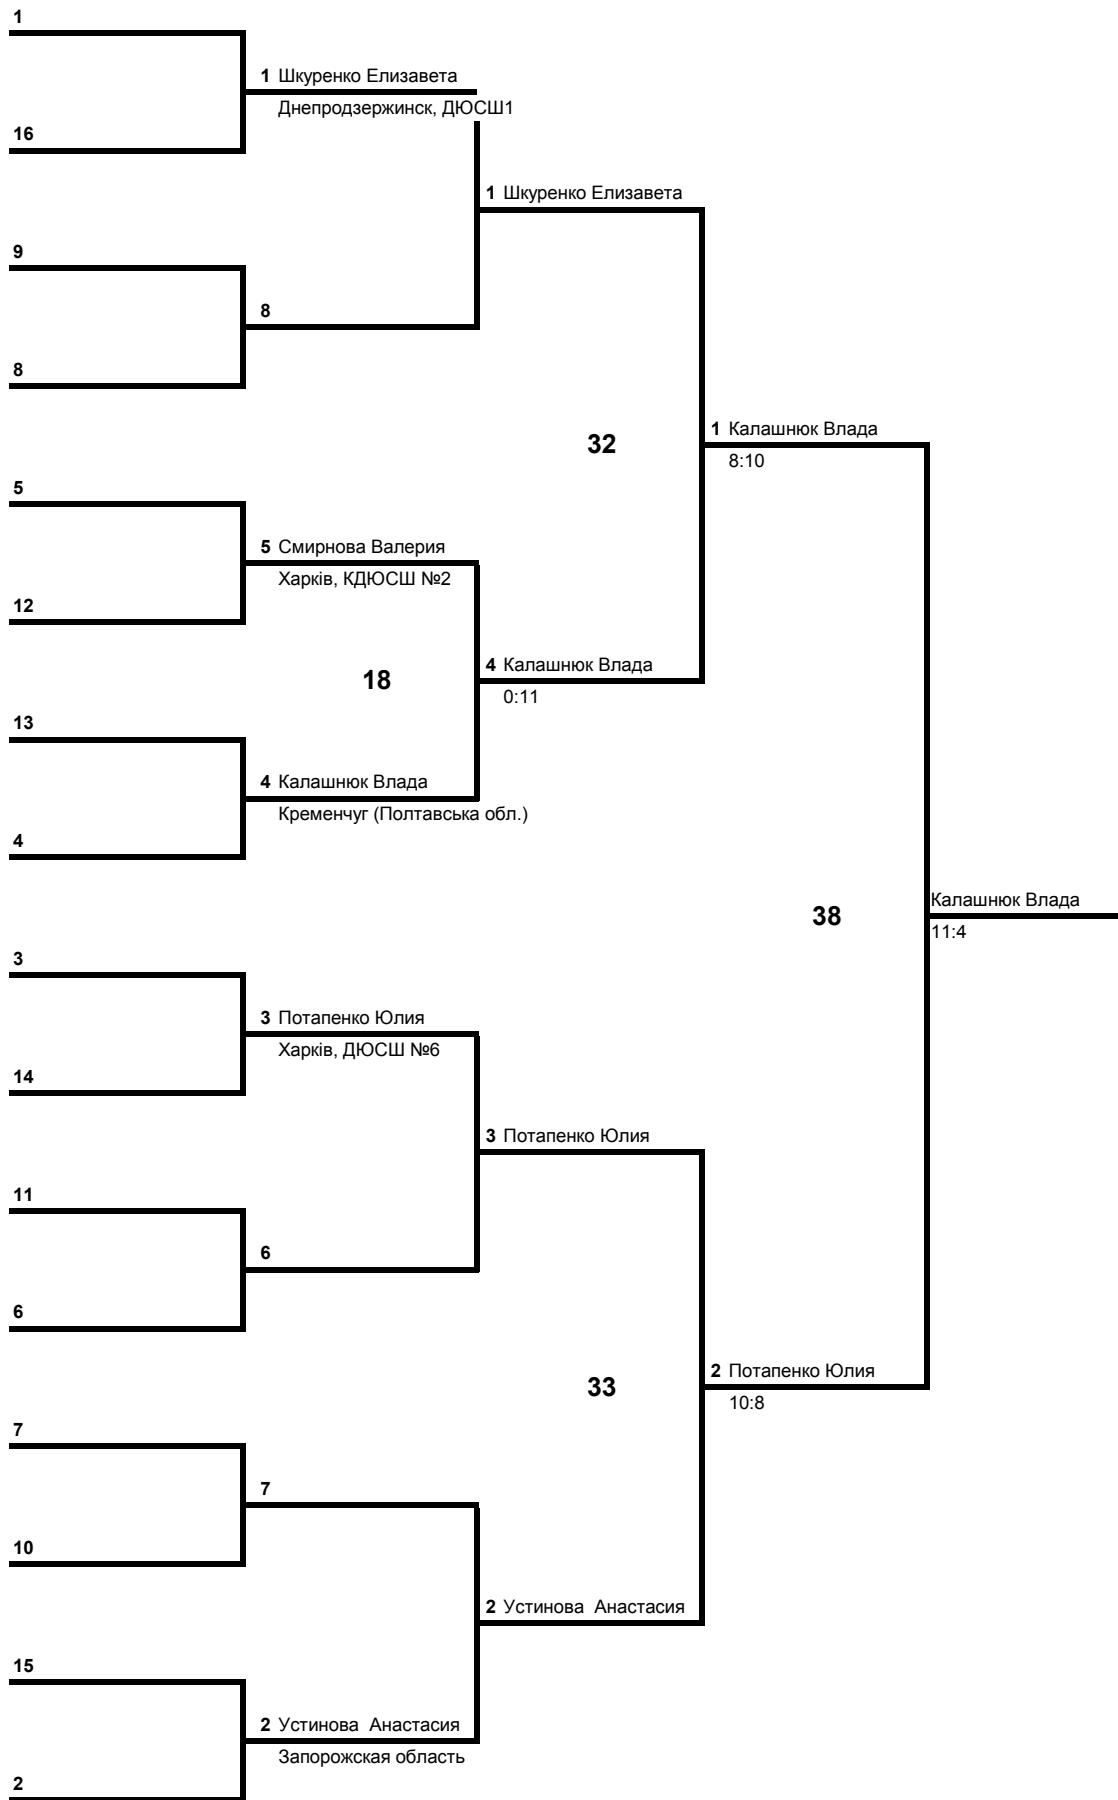 1
1 Шкуренко Елизавета
Днепродзержинск, ДЮСШ1
16
1 Шкуренко Елизавета
9
8
8
1 Калашнюк Влада
32
8:10
5
5 Смирнова Валерия
Харків, КДЮСШ №2
12
4 Калашнюк Влада
18
0:11
13
4 Калашнюк Влада
Кременчуг (Полтавська обл.)
4
Калашнюк Влада
38
11:4
3
3 Потапенко Юлия
Харків, ДЮСШ №6
14
3 Потапенко Юлия
11
6
6
2 Потапенко Юлия
33
10:8
7
7
10
2 Устинова Анастасия
15
2 Устинова Анастасия
Запорожская область
2